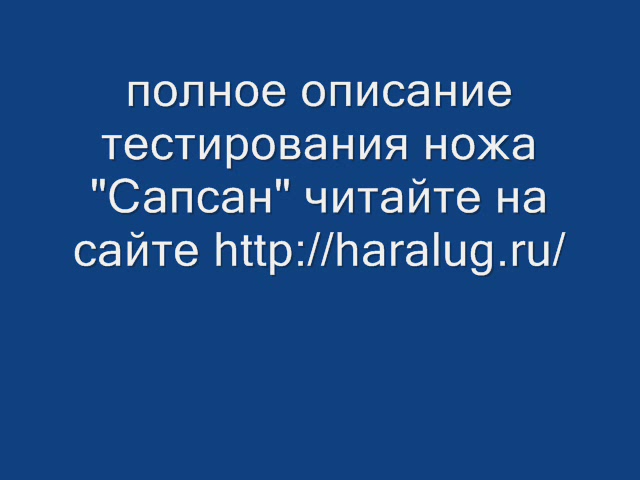 полное описание
тестирования ножа
"Сапсан" читайте на
сайте http://haralug.ru/